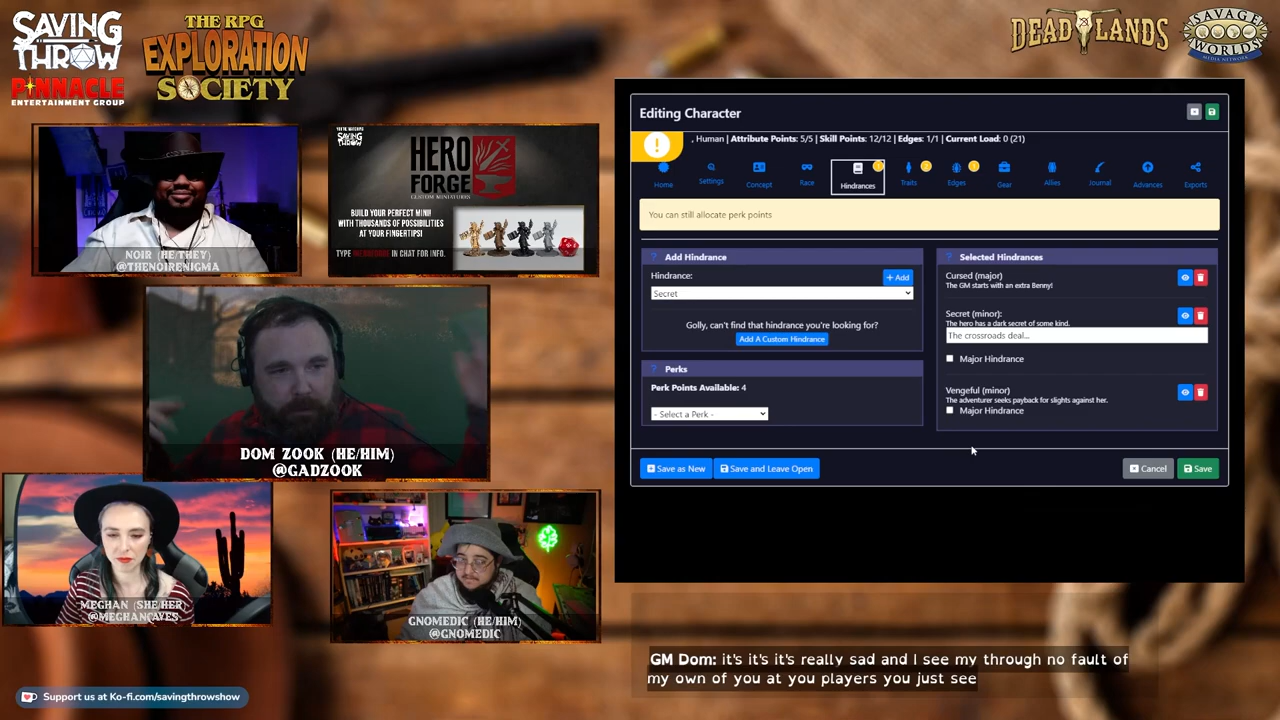 SAVING
THROW
PINNACLE
ENTERTAINMENT GROUP
THE RPG
EXPLORATION
SOCIETY
DEADLANDS
SAVAGE
WORLDS
MEDIA NETWORK
NOIR (HE/THEY)
@THENOIRENIGMA
SAVING
THROW
HERO
FORGE
CUSTOM MINIATURES
BUILD YOUR PERFECT MINI!
WITH THOUSANDS OF POSSIBILITIES
AT YOUR FINGERTIPS!
TYPE IN CHAT FOR INFO.
DOM ZOOK (HE/HIM)
@GADZOOK
MEGHAN (SHE/HER)
@MEGHANCAVES
GNOMEDIC (HE/HIM)
@GNOMEDIC
Support us at Ko-fi.com/savingthrowshow
Editing Character
, Human | Attribute Points: 5/5 | Skill Points: 12/12 | Edges: 1/1 | Current Load: 0 (21)
Home Settings Concept Race Hindrances Traits Edges Gear Allies Journal Advances Exports
You can still allocate perk points
? Add Hindrance
Hindrance:
+ Add
Secret
Golly, can't find that hindrance you're looking for?
Add A Custom Hindrance
? Perks
Perk Points Available: 4
- Select a Perk -
? Selected Hindrances
Cursed (major)
The GM starts with an extra Benny!
Secret (minor):
The hero has a dark secret of some kind.
The crossroads deal...
Major Hindrance
Vengeful (minor)
The adventurer seeks payback for slights against her.
Major Hindrance
Save as New Save and Leave Open Cancel Save
GM Dom: it's it's it's really sad and I see my through no fault of
my own of you at you players you just see